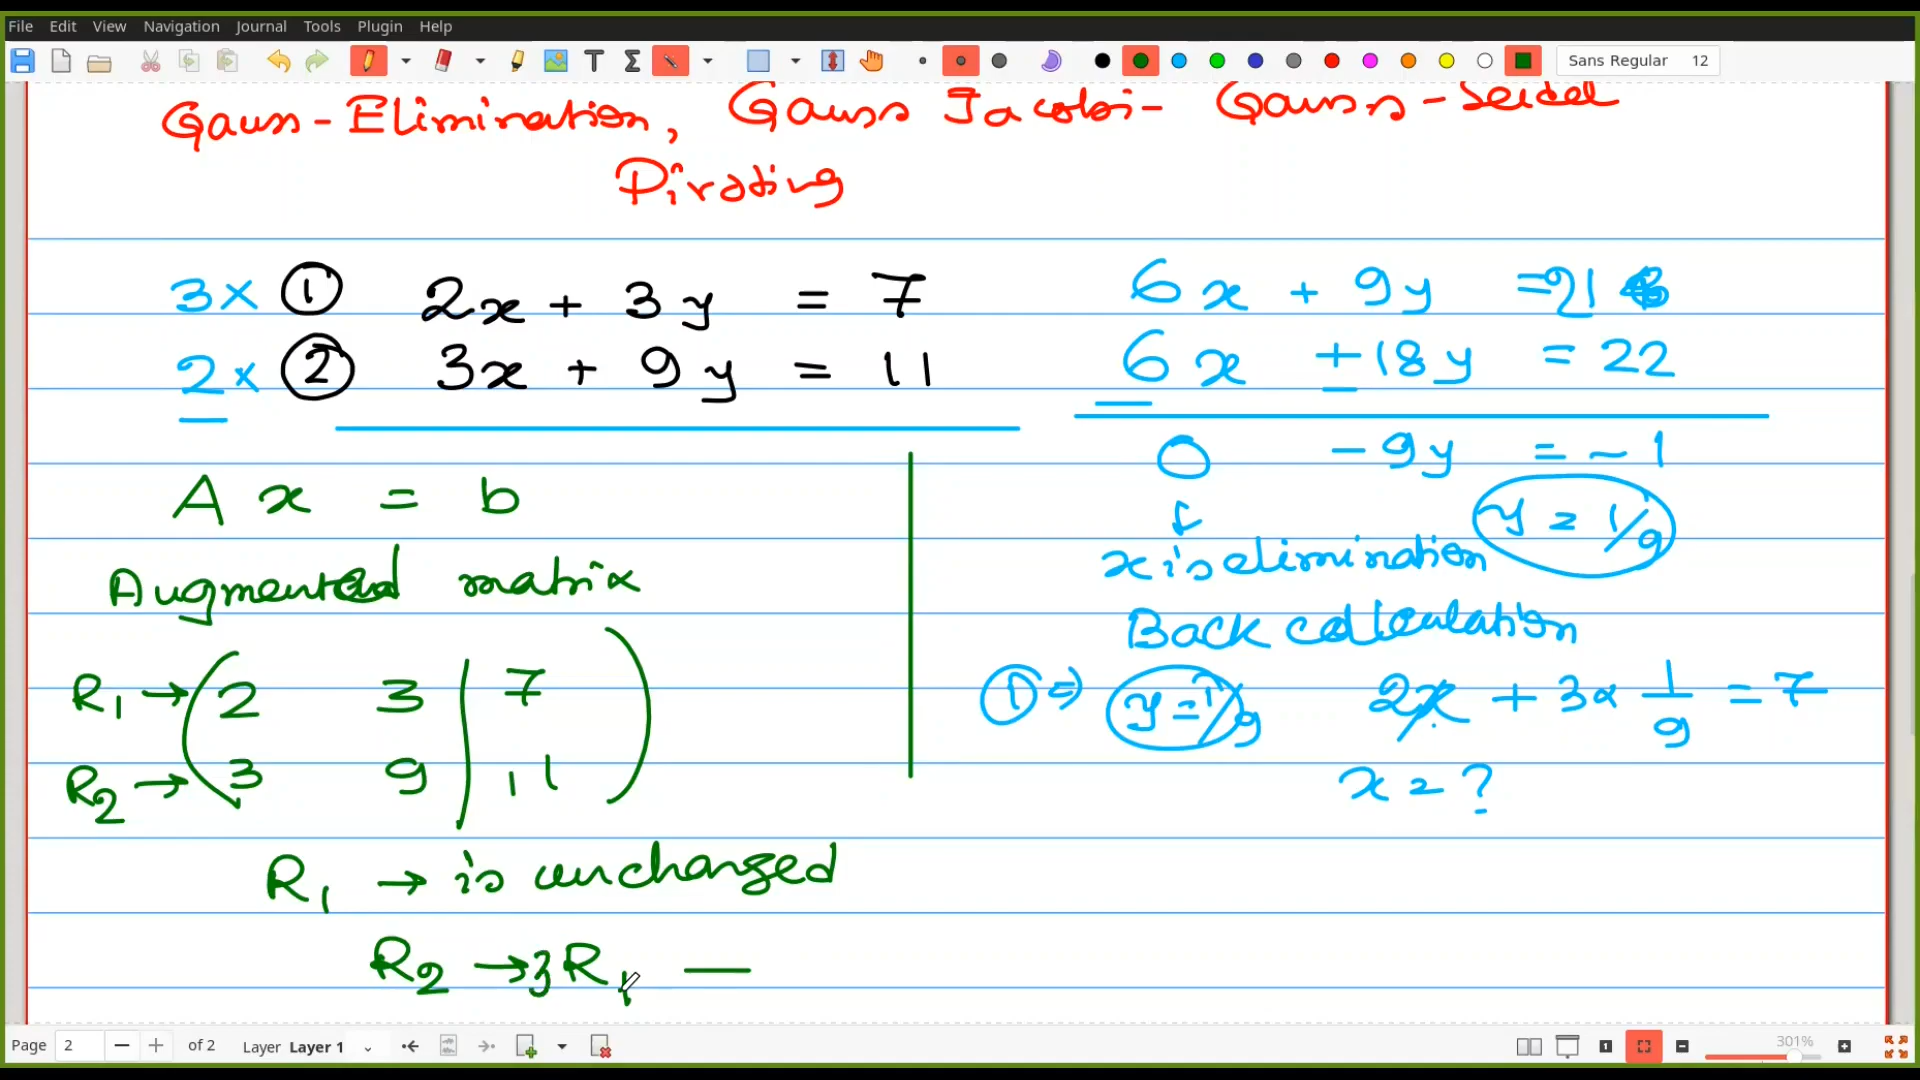 File Edit View Navigation Journal Tools Plugin Help
Sans Regular 12
Gauss-Elimination, Gauss Jacobi- Gauss-Seidel
Pivoting
3× ① 2x + 3y = 7
2× ② 3x + 9y = 11
6x + 9y = 21
6x + 18y = 22
0 - 9y = -1
y = 1/9
x is elimination
Back calculation
① ⇒ y = 1/9 2x + 3× 1/9 = 7
x = ?
A x = b
Augmented matrix
R1 → ( 2 3 | 7 )
R2 → ( 3 9 | 11 )
R1 → is unchanged
R2 → 3R1 —
Page 2 of 2 Layer Layer 1 301%